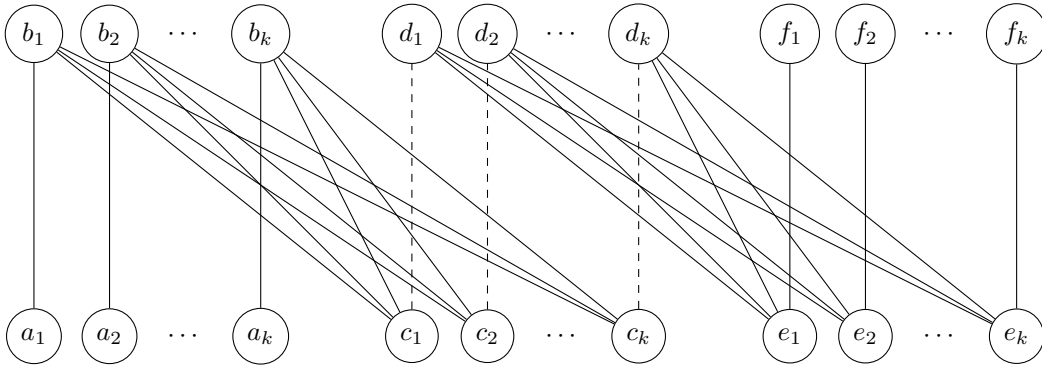 b₁ b₂ ⋯ bₖ d₁ d₂ ⋯ dₖ f₁ f₂ ⋯ fₖ
a₁ a₂ ⋯ aₖ c₁ c₂ ⋯ cₖ e₁ e₂ ⋯ eₖ